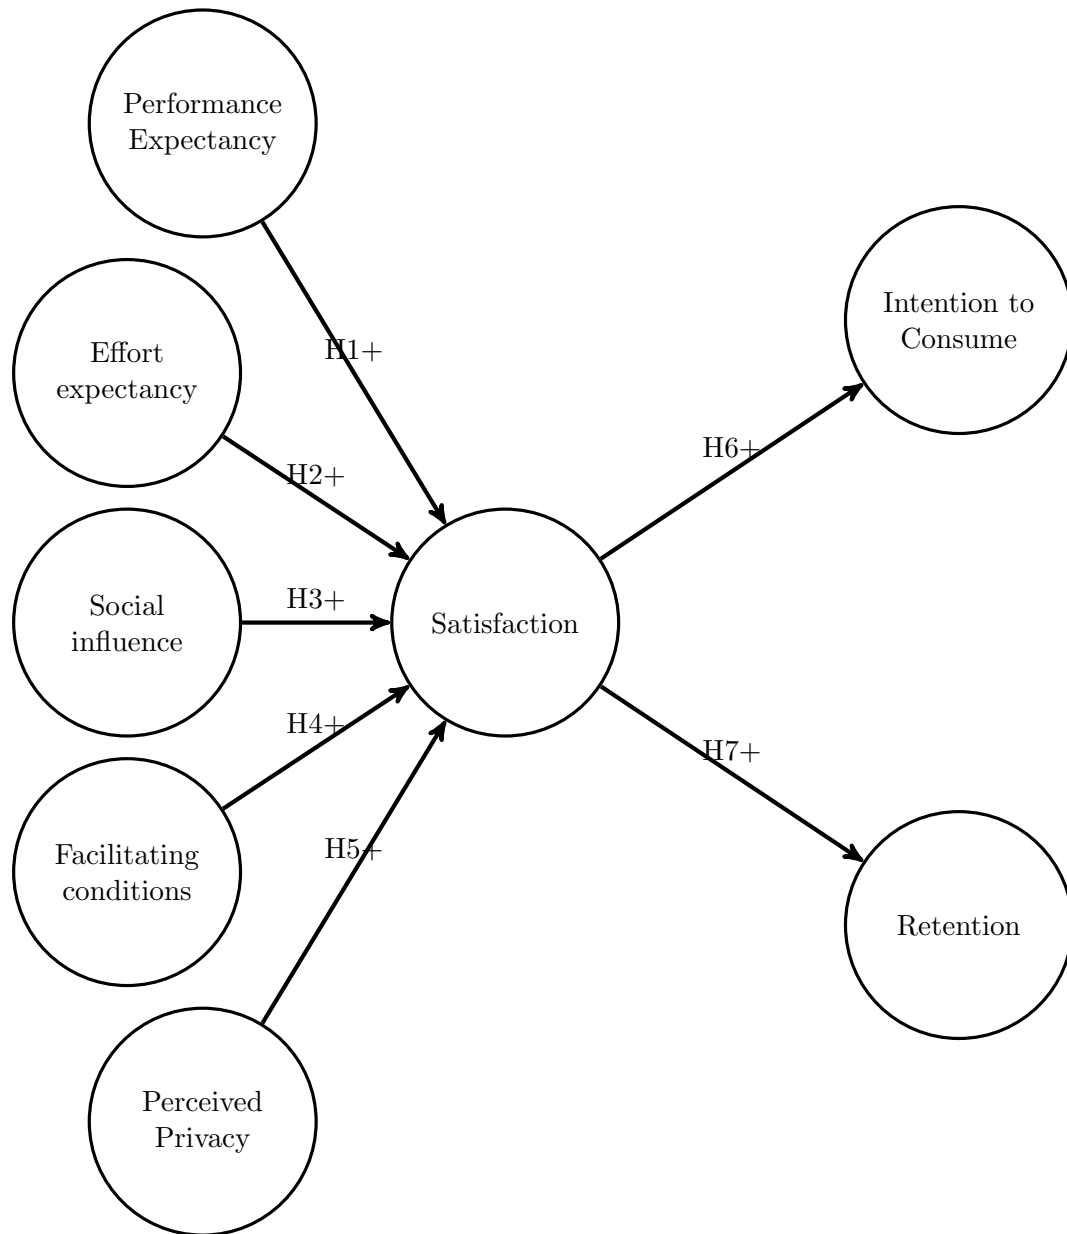 Performance
Expectancy
H1+
Effort
expectancy
H2+
Social
influence
H3+
Facilitating
conditions
H4+
Perceived
Privacy
H5+
Satisfaction
H6+
Intention to
Consume
H7+
Retention